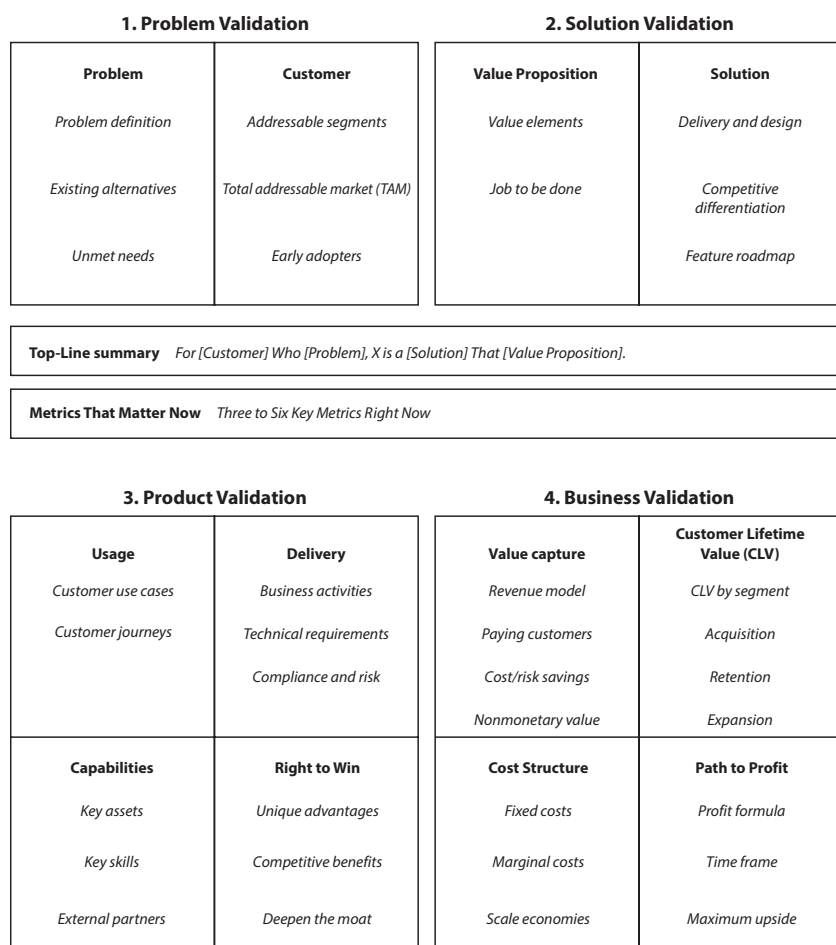 1. Problem Validation
Problem
Problem definition
Existing alternatives
Unmet needs
Customer
Addressable segments
Total addressable market (TAM)
Early adopters
2. Solution Validation
Value Proposition
Value elements
Job to be done
Solution
Delivery and design
Competitive
differentiation
Feature roadmap
Top-Line summary For [Customer] Who [Problem], X is a [Solution] That [Value Proposition].
Metrics That Matter Now Three to Six Key Metrics Right Now
3. Product Validation
Usage
Customer use cases
Customer journeys
Delivery
Business activities
Technical requirements
Compliance and risk
Capabilities
Key assets
Key skills
External partners
Right to Win
Unique advantages
Competitive benefits
Deepen the moat
4. Business Validation
Value capture
Revenue model
Paying customers
Cost/risk savings
Nonmonetary value
Customer Lifetime
Value (CLV)
CLV by segment
Acquisition
Retention
Expansion
Cost Structure
Fixed costs
Marginal costs
Scale economies
Path to Profit
Profit formula
Time frame
Maximum upside